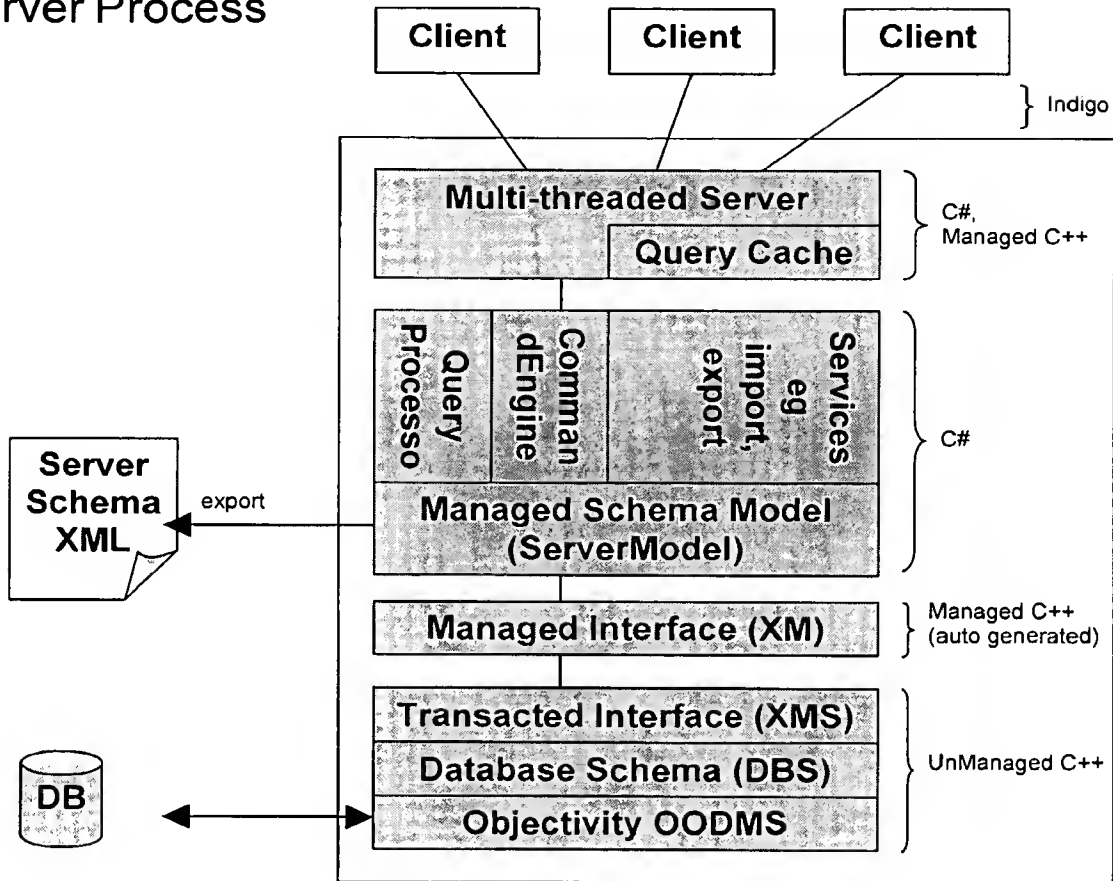 rver Process
Client
Client
Client
} Indigo
Multi-threaded Server
Query Cache
C#,
Managed C++
Query
Processo
Comman
dEngine
Services
eg
import,
export
C#
Managed Schema Model
(ServerModel)
Server
Schema
XML
export
Managed Interface (XM)
Managed C++
(auto generated)
Transacted Interface (XMS)
Database Schema (DBS)
Objectivity OODMS
UnManaged C++
DB